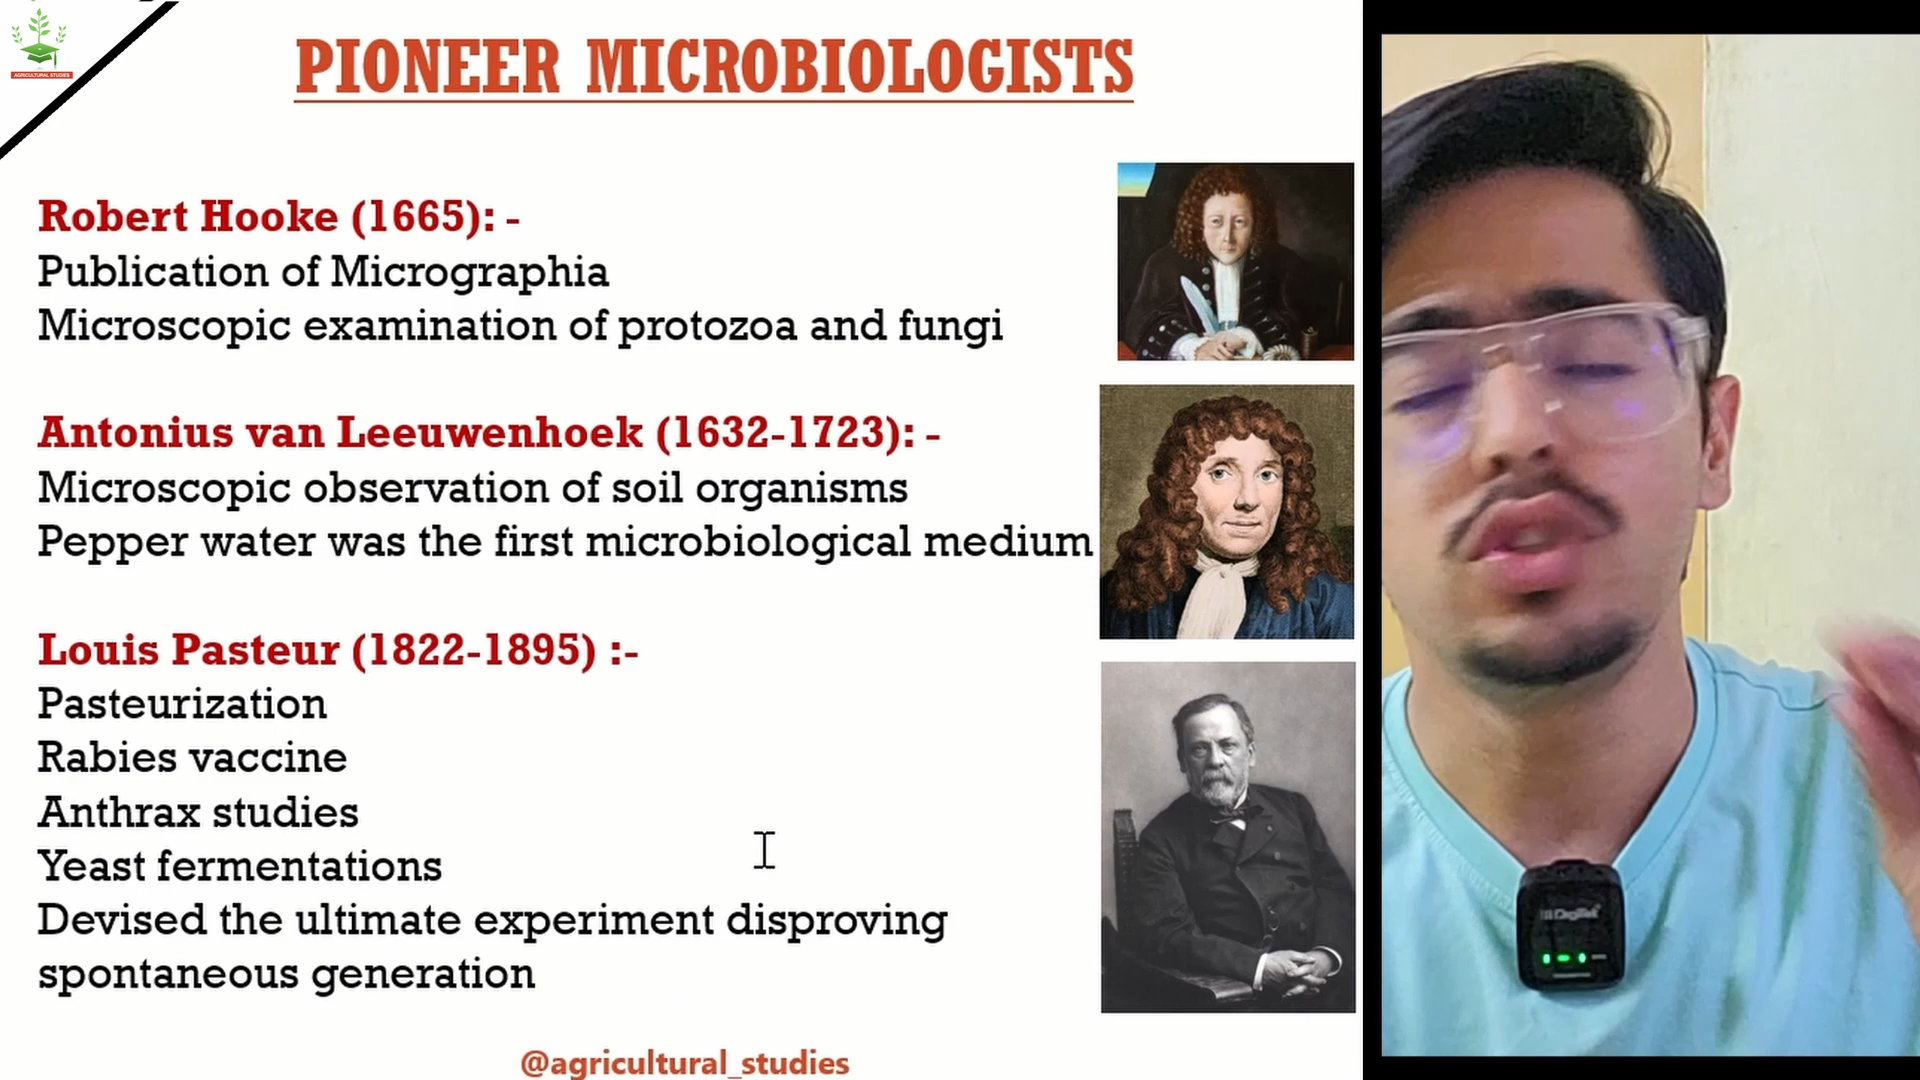 AGRICULTURAL STUDIES
PIONEER MICROBIOLOGISTS
Robert Hooke (1665): -
Publication of Micrographia
Microscopic examination of protozoa and fungi
Antonius van Leeuwenhoek (1632-1723): -
Microscopic observation of soil organisms
Pepper water was the first microbiological medium
Louis Pasteur (1822-1895) :-
Pasteurization
Rabies vaccine
Anthrax studies
Yeast fermentations
Devised the ultimate experiment disproving
spontaneous generation
@agricultural_studies